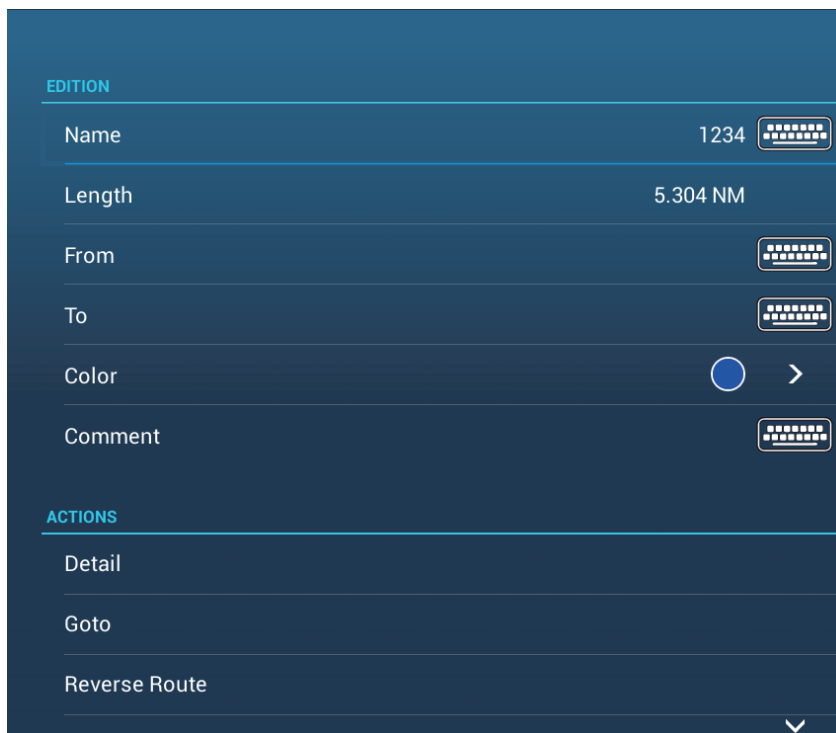 EDITION
Name 1234
Length 5.304 NM
From
To
Color
Comment
ACTIONS
Detail
Goto
Reverse Route